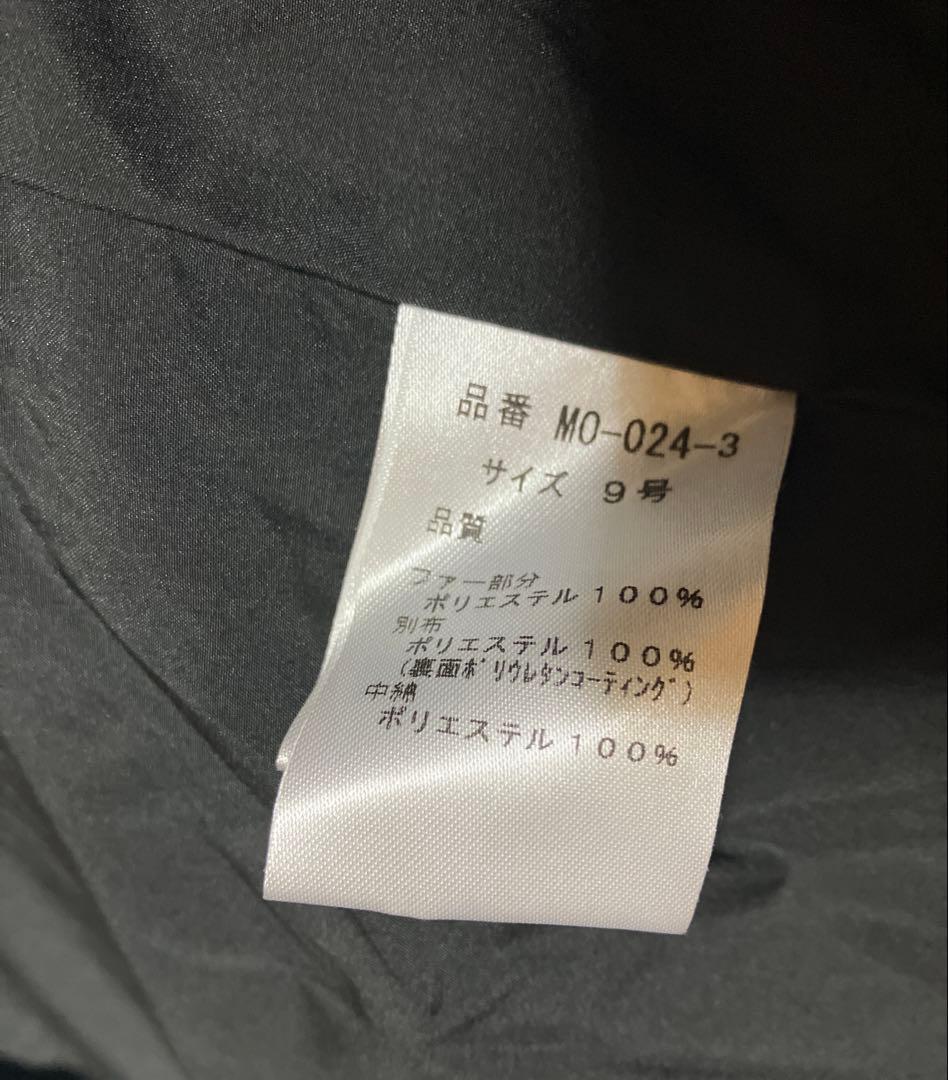 品番 MO-024-3
サイズ 9号
品質
ファー部分
ポリエステル 100%
別布
ポリエステル 100%
(裏面ポリウレタンコーティング)
中綿
ポリエステル 100%